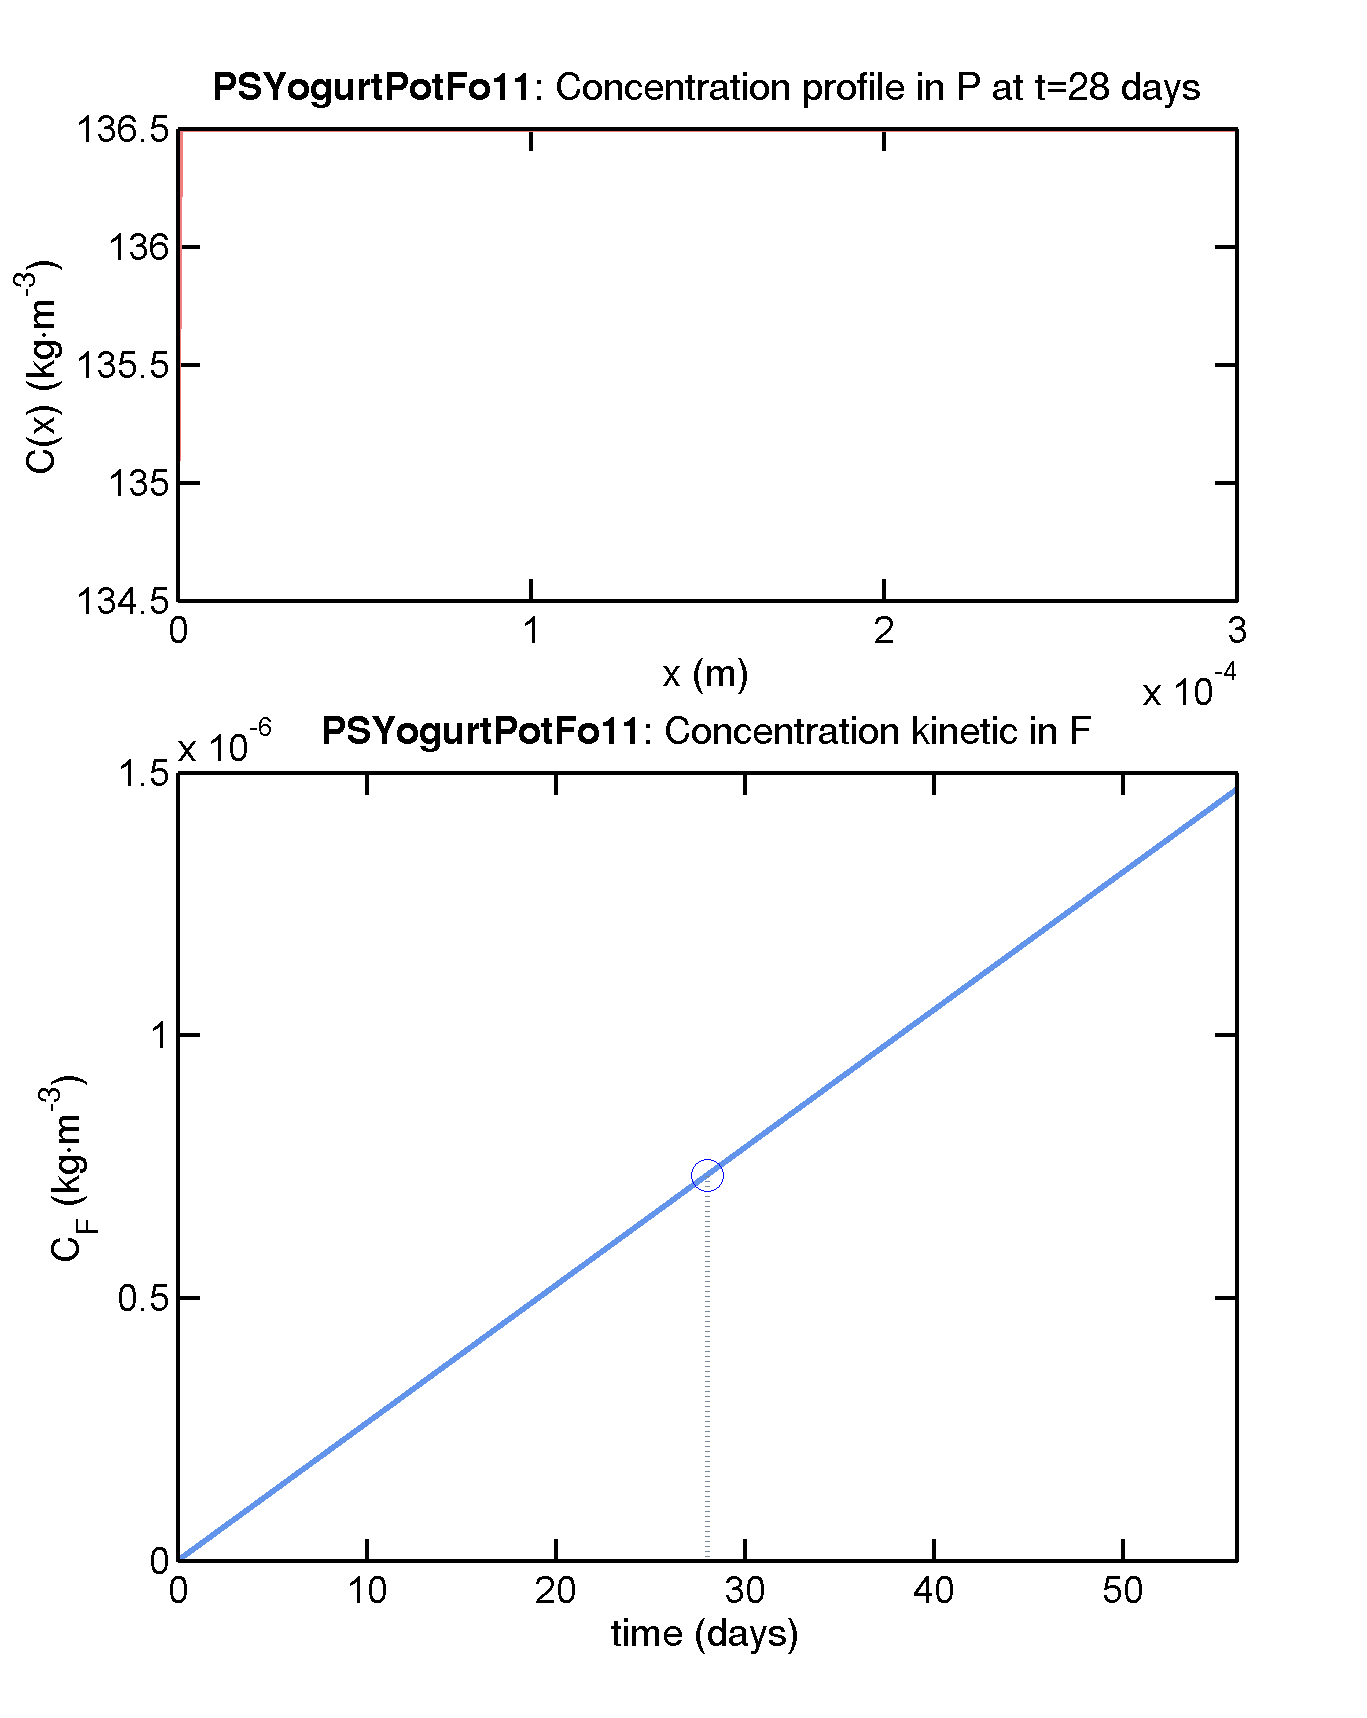 PSYogurtPotFo11: Concentration profile in P at t=28 days
136.5
136
135.5
135
134.5
C(x) (kg·m-3)
0 1 2 3
x (m)
x 10-4
PSYogurtPotFo11: Concentration kinetic in F
x 10-6
1.5
1
0.5
0
CF (kg·m-3)
0 10 20 30 40 50
time (days)